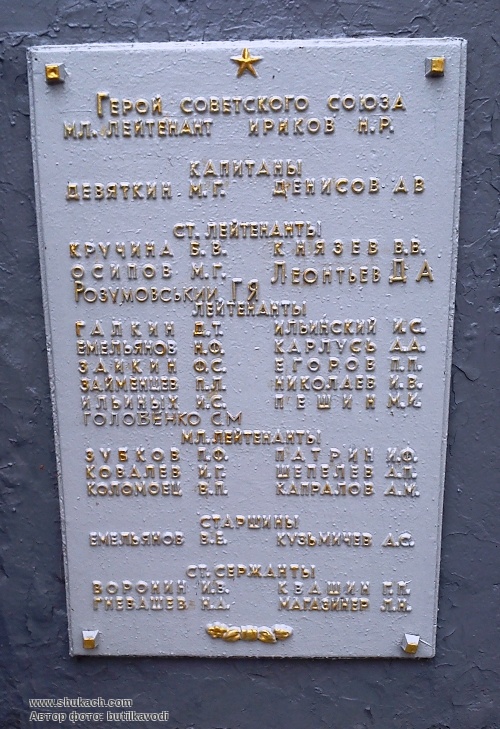 Герой Советского Союза
мл. лейтенант Ириков Н.Р.
капитаны
Девяткин М.Г. Денисов А.В
ст. лейтенанты
Кручина Б.В. Князев В.В.
Осипов М.Г. Леонтьев Д А
Розумовський Г.Я
лейтенанты
Галкин Д.Т. Ильинский И.С.
Емельянов Н.Ф. Карлусь А.А.
Заикин Ф.С. Егоров П.П.
Займенцев П.Л. Николаев И.В.
Ильиных И.С. Пешин М.И.
Головенко С.М
мл. лейтенанты
Зубков П.Ф. Патрин И.Ф.
Ковалев И.Г. Шепелев Д.П.
Коломоец В.П. Капралов А.М.
старшины
Емельянов В.Е. Кузьмичев А.С.
ст. сержанты
Воронин И.З. Квашин Г.П.
Гневашев Н.Д. Магазинер Л.Н.
www.shukach.com
Автор фото: butilkavodi